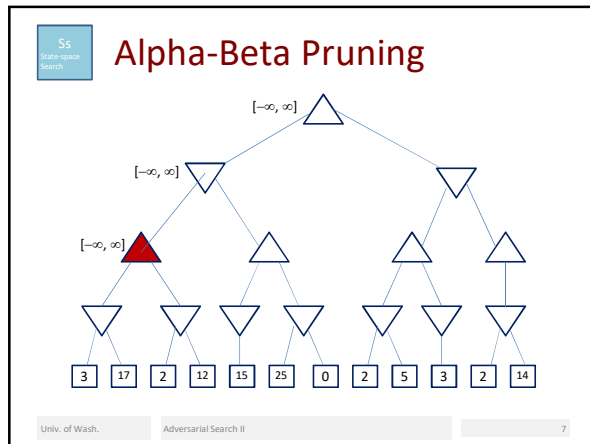 Ss
State-space
Search
Alpha-Beta Pruning
[−∞, ∞]
[−∞, ∞]
[−∞, ∞]
3 17 2 12 15 25 0 2 5 3 2 14
Univ. of Wash. Adversarial Search II 7